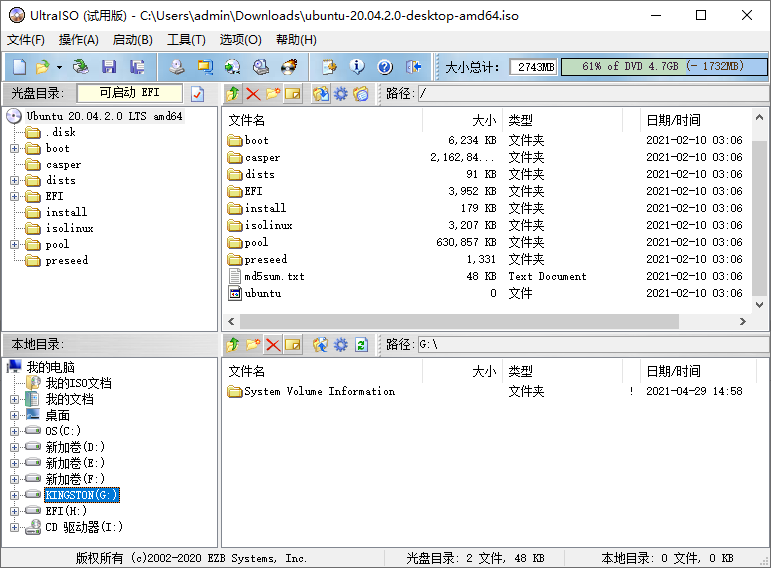 UltraISO (试用版) - C:\Users\admin\Downloads\ubuntu-20.04.2.0-desktop-amd64.iso
文件(F) 操作(A) 启动(B) 工具(T) 选项(O) 帮助(H)
大小总计: 2743MB 61% of DVD 4.7GB (- 1732MB)
光盘目录: 可启动 EFI 路径: /
Ubuntu 20.04.2.0 LTS amd64
.disk
boot
casper
dists
EFI
install
isolinux
pool
preseed
文件名 大小 类型 日期/时间
boot 6,234 KB 文件夹 2021-02-10 03:06
casper 2,162,84... 文件夹 2021-02-10 03:06
dists 91 KB 文件夹 2021-02-10 03:06
EFI 3,952 KB 文件夹 2021-02-10 03:06
install 179 KB 文件夹 2021-02-10 03:06
isolinux 3,207 KB 文件夹 2021-02-10 03:06
pool 630,857 KB 文件夹 2021-02-10 03:06
preseed 1,331 文件夹 2021-02-10 03:06
md5sum.txt 48 KB Text Document 2021-02-10 03:06
ubuntu 0 文件 2021-02-10 03:06
本地目录: 路径: G:\
我的电脑
我的ISO文档
我的文档
桌面
OS(C:)
新加卷(D:)
新加卷(E:)
新加卷(F:)
KINGSTON(G:)
EFI(H:)
CD 驱动器(I:)
文件名 大小 类型 日期/时间
System Volume Information 文件夹 ! 2021-04-29 14:58
版权所有 (c)2002-2020 EZB Systems, Inc. 光盘目录: 2 文件, 48 KB 本地目录: 0 文件, 0 KB